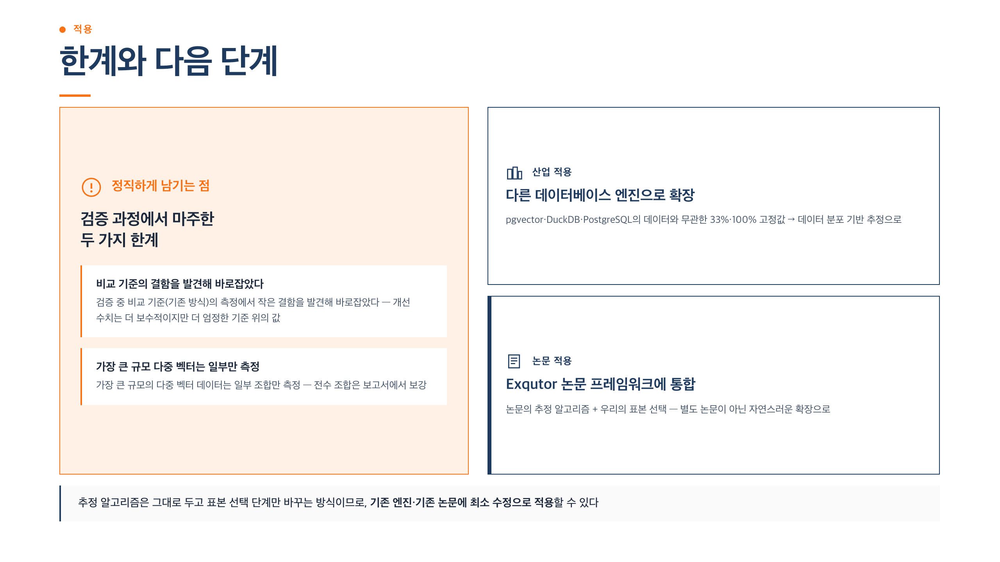 적용
한계와 다음 단계
정직하게 남기는 점
검증 과정에서 마주한
두 가지 한계
비교 기준의 결함을 발견해 바로잡았다
검증 중 비교 기준(기존 방식)의 측정에서 작은 결함을 발견해 바로잡았다 — 개선
수치는 더 보수적이지만 더 엄정한 기준 위의 값
가장 큰 규모 다중 벡터는 일부만 측정
가장 큰 규모의 다중 벡터 데이터는 일부 조합만 측정 — 전수 조합은 보고서에서 보강
산업 적용
다른 데이터베이스 엔진으로 확장
pgvector·DuckDB·PostgreSQL의 데이터와 무관한 33%·100% 고정값 → 데이터 분포 기반 추정으로
논문 적용
Exqutor 논문 프레임워크에 통합
논문의 추정 알고리즘 + 우리의 표본 선택 — 별도 논문이 아닌 자연스러운 확장으로
추정 알고리즘은 그대로 두고 표본 선택 단계만 바꾸는 방식이므로, 기존 엔진·기존 논문에 최소 수정으로 적용할 수 있다